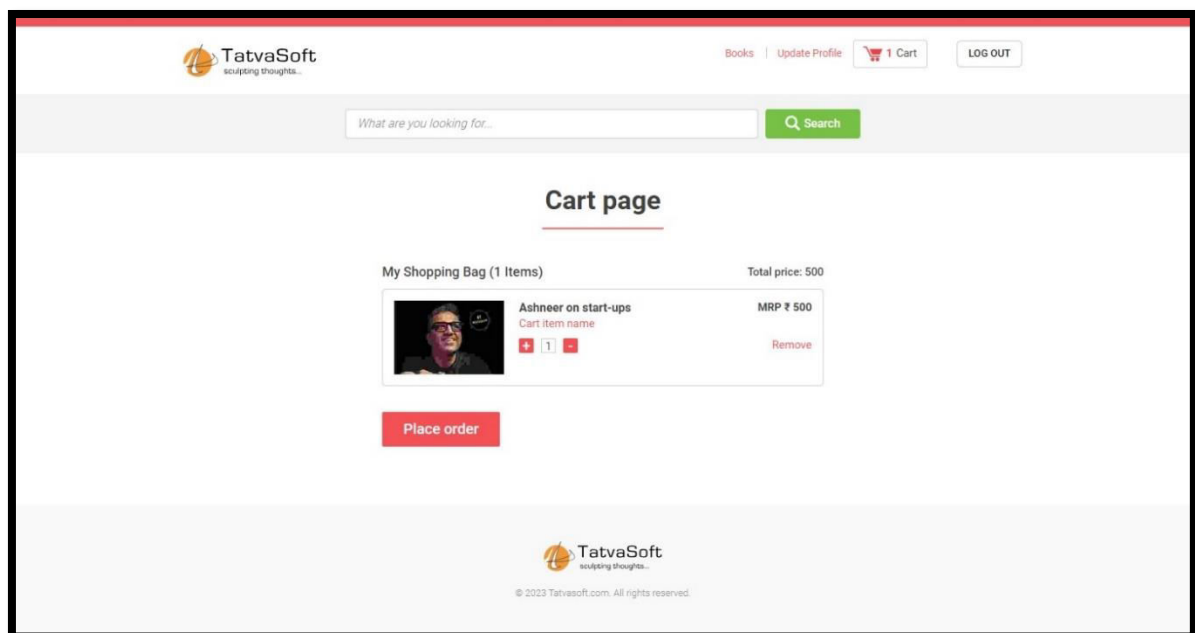 TatvaSoft
sculpting thoughts...
Books | Update Profile 1 Cart LOG OUT
What are you looking for... Search
Cart page
My Shopping Bag (1 Items) Total price: 500
Ashneer on start-ups MRP ₹ 500
Cart item name
+ 1 - Remove
Place order
TatvaSoft
sculpting thoughts...
© 2023 Tatvasoft.com. All rights reserved.